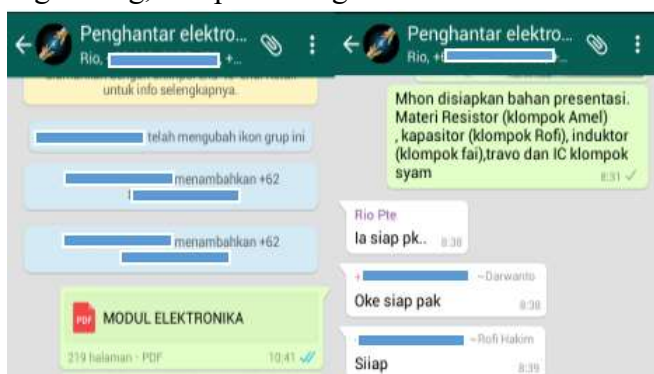 Penghantar elektro...
Rio,
untuk info selengkapnya.
telah mengubah ikon grup ini
menambahkan +62
menambahkan +62
PDF MODUL ELEKTRONIKA
219 halaman · PDF 10:41
Penghantar elektro...
Rio, +6
Mhon disiapkan bahan presentasi.
Materi Resistor (klompok Amel)
, kapasitor (klompok Rofi), induktor
(klompok fai),travo dan IC klompok
syam
8:31
Rio Pte
Ia siap pk.. 8:38
+ ~Darwanto
Oke siap pak 8:38
~Rofi Hakim
Siiap 8:39